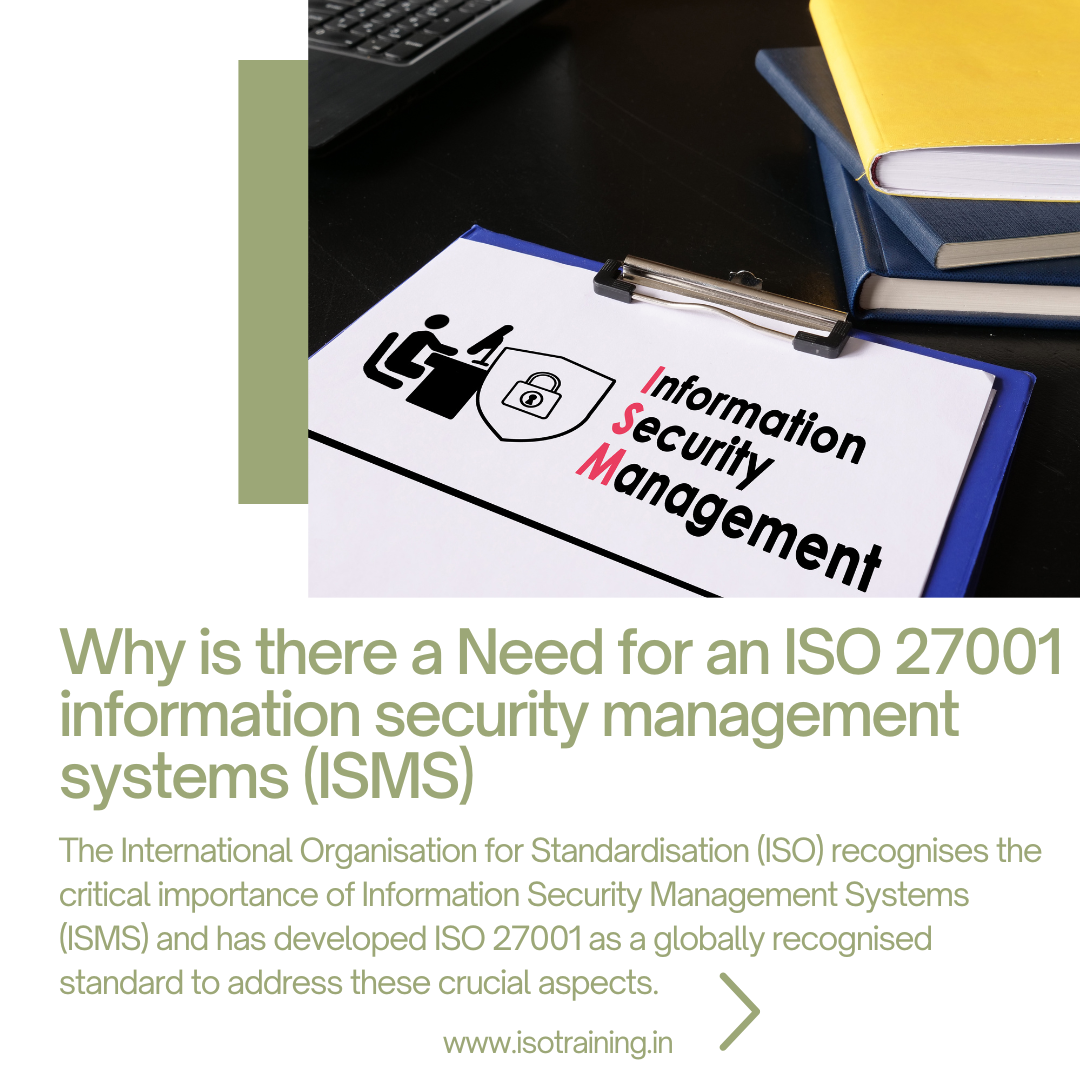 Information
Security
Management
Why is there a Need for an ISO 27001
information security management
systems (ISMS)
The International Organisation for Standardisation (ISO) recognises the
critical importance of Information Security Management Systems
(ISMS) and has developed ISO 27001 as a globally recognised
standard to address these crucial aspects.
www.isotraining.in